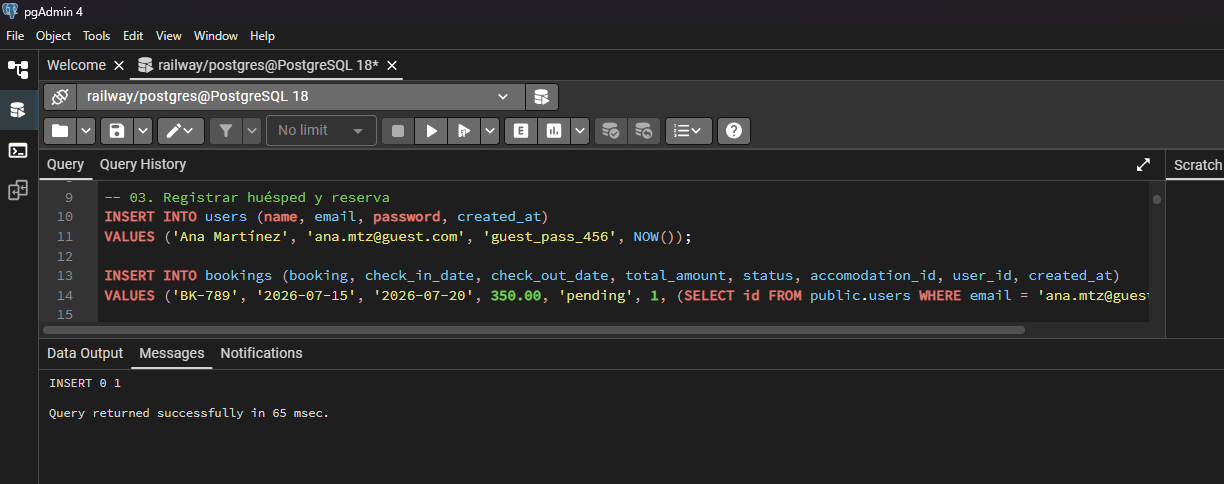 pgAdmin 4
File Object Tools Edit View Window Help
Welcome railway/postgres@PostgreSQL 18*
railway/postgres@PostgreSQL 18
No limit
Query Query History
Scratch
9 -- 03. Registrar huésped y reserva
10 INSERT INTO users (name, email, password, created_at)
11 VALUES ('Ana Martínez', 'ana.mtz@guest.com', 'guest_pass_456', NOW());
12
13 INSERT INTO bookings (booking, check_in_date, check_out_date, total_amount, status, accomodation_id, user_id, created_at)
14 VALUES ('BK-789', '2026-07-15', '2026-07-20', 350.00, 'pending', 1, (SELECT id FROM public.users WHERE email = 'ana.mtz@guest
15
Data Output Messages Notifications
INSERT 0 1
Query returned successfully in 65 msec.